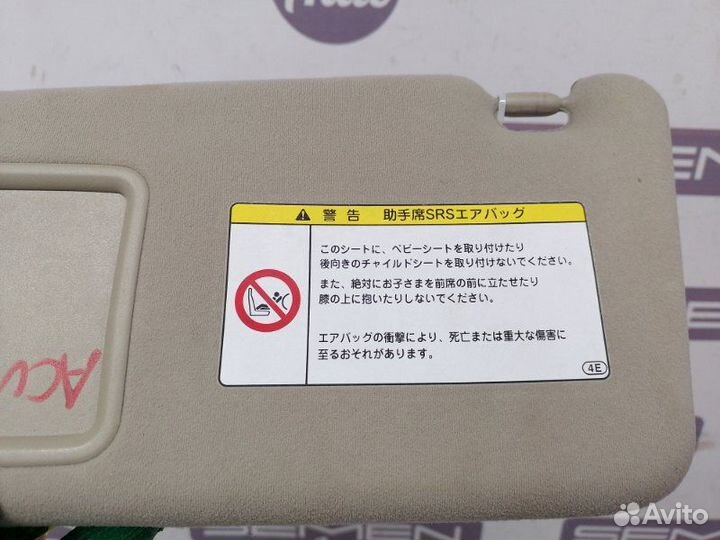 Auto
警告 助手席SRSエアバッグ
このシートに、ベビーシートを取り付けたり
後向きのチャイルドシートを取り付けないでください。
また、絶対にお子さまを前席の前に立たせたり
膝の上に抱いたりしないでください。
エアバッグの衝撃により、死亡または重大な傷害に
至るおそれがあります。
4E
SEMEN
SEMEN
Avito